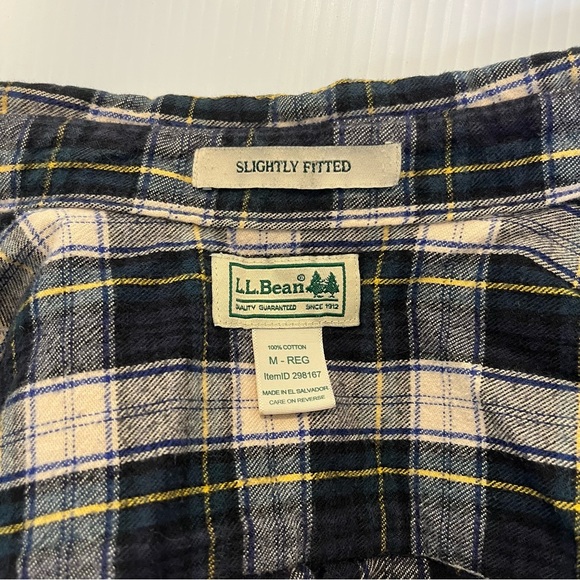 SLIGHTLY FITTED
L.L.Bean®
QUALITY GUARANTEED SINCE 1912
100% COTTON
M - REG
ItemID 298167
MADE IN EL SALVADOR
CARE ON REVERSE